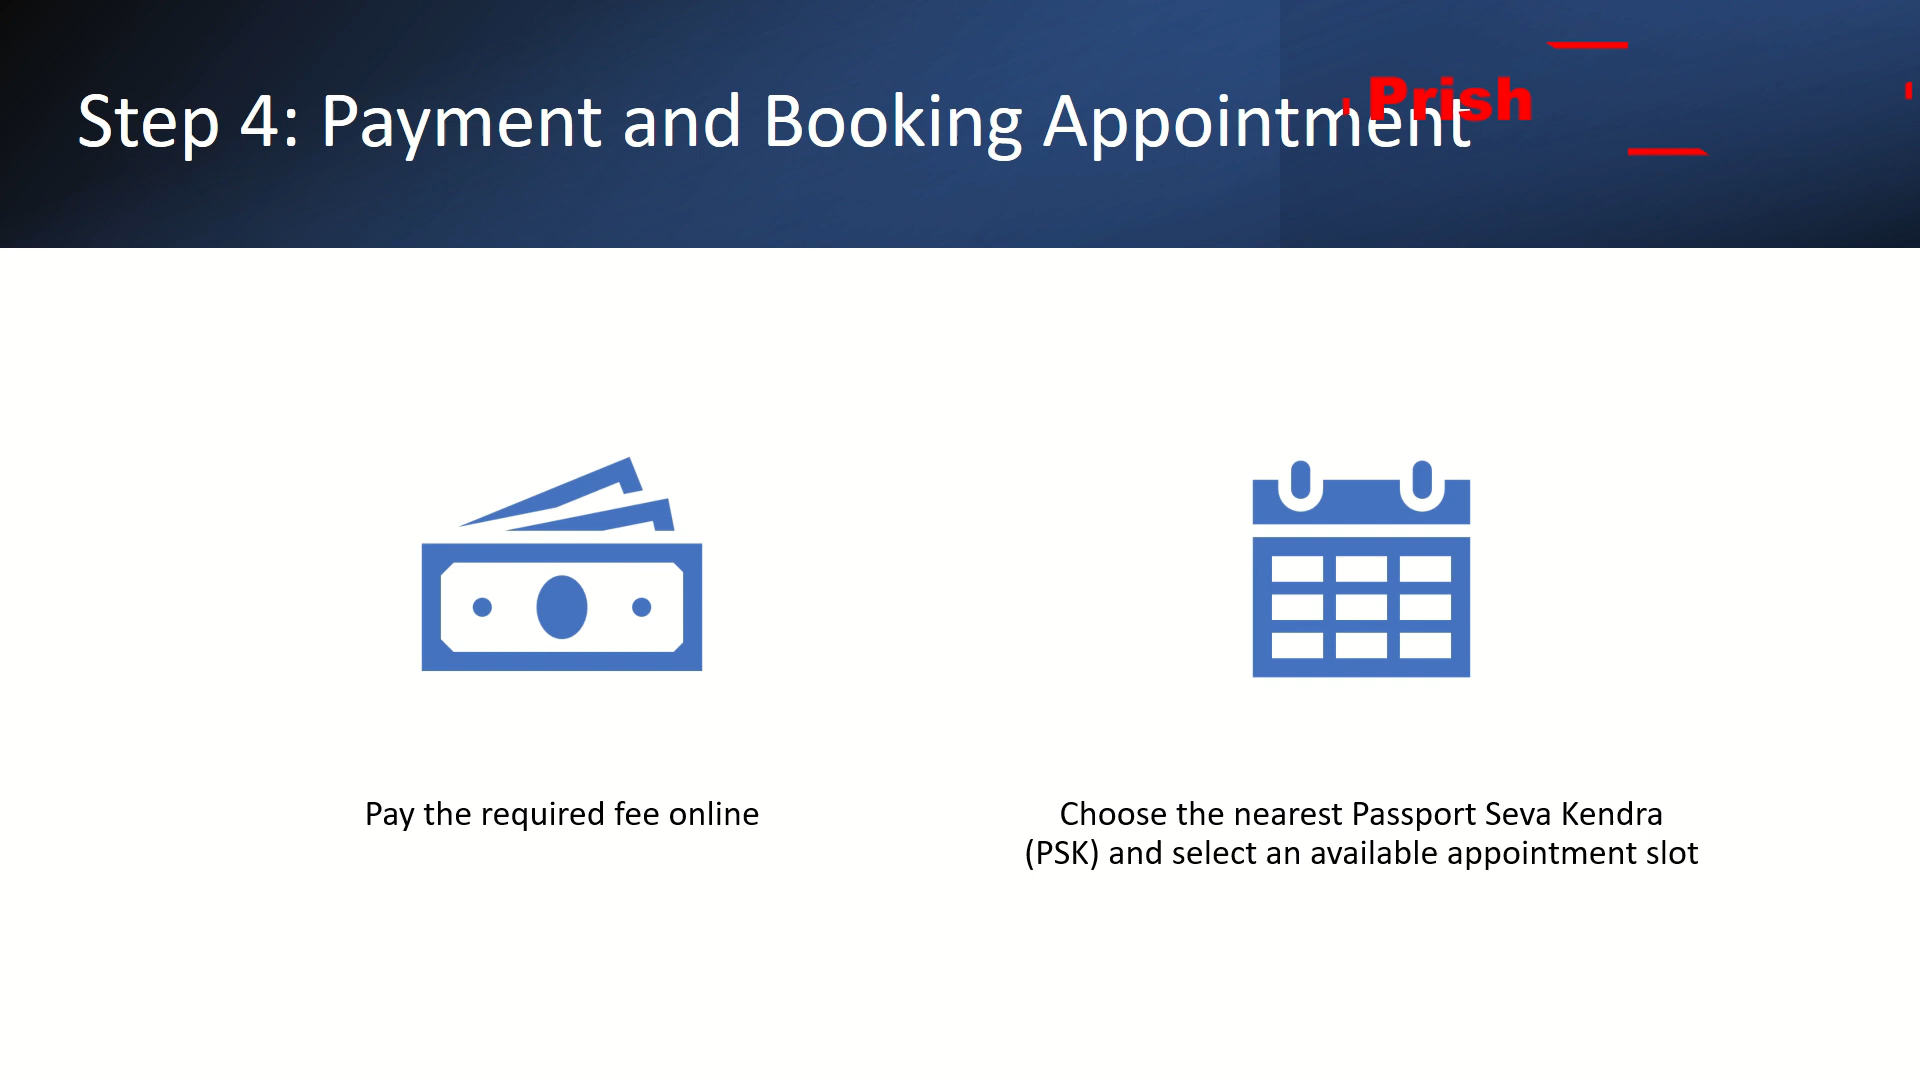 Step 4: Payment and Booking Appointment
Prish
Pay the required fee online
Choose the nearest Passport Seva Kendra
(PSK) and select an available appointment slot